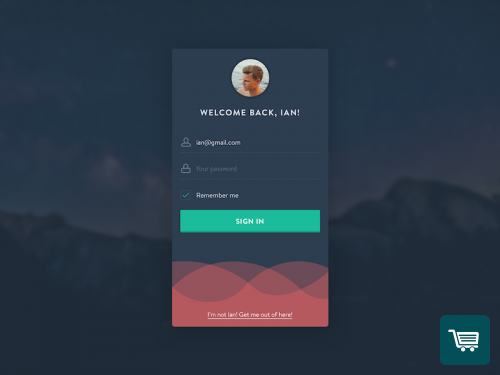 WELCOME BACK, IAN!
ian@gmail.com
Your password
Remember me
SIGN IN
I'm not Ian! Get me out of here!